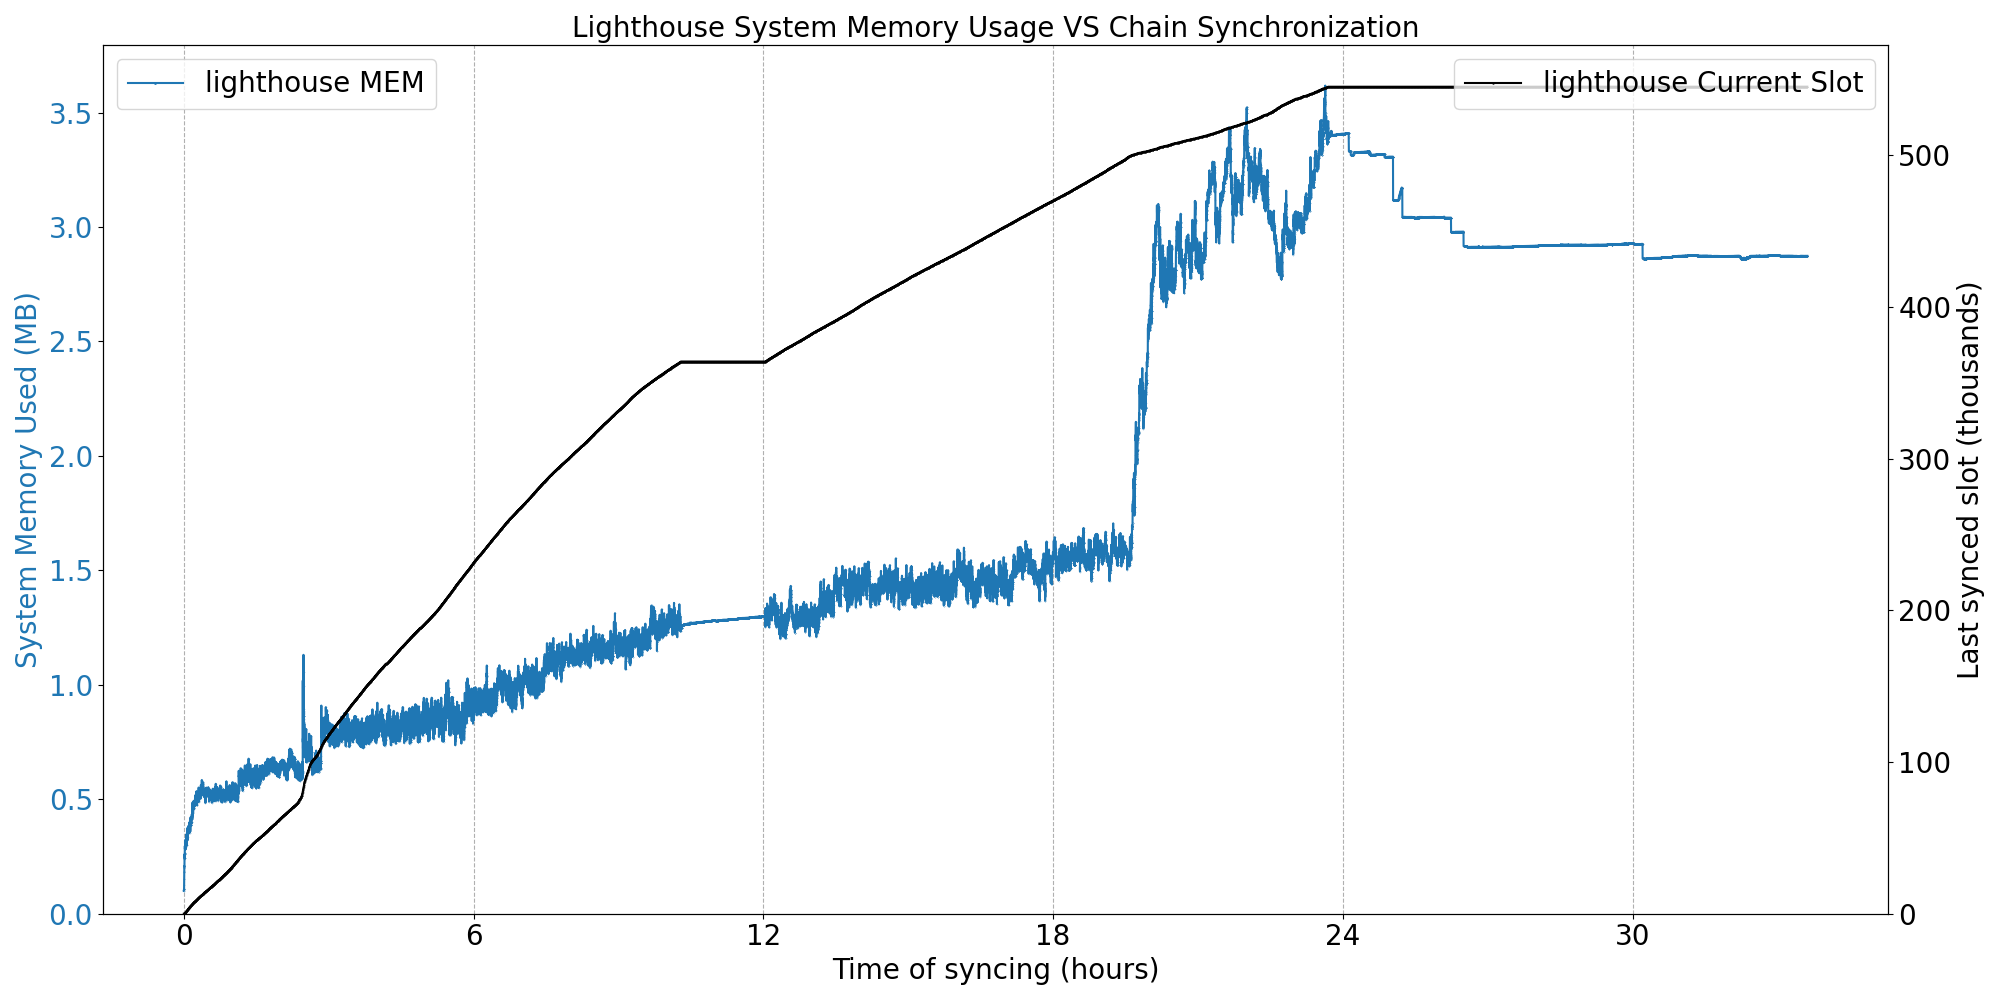 Lighthouse System Memory Usage VS Chain Synchronization
lighthouse MEM
lighthouse Current Slot
System Memory Used (MB)
3.5
3.0
2.5
2.0
1.5
1.0
0.5
0.0
500
400
300
200
100
0
Last synced slot (thousands)
0 6 12 18 24 30
Time of syncing (hours)